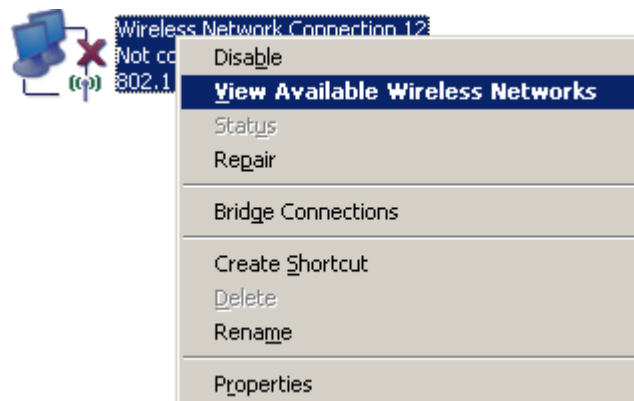 Wireless Network Connection 12
Not co
802.1
Disable
View Available Wireless Networks
Status
Repair
Bridge Connections
Create Shortcut
Delete
Rename
Properties